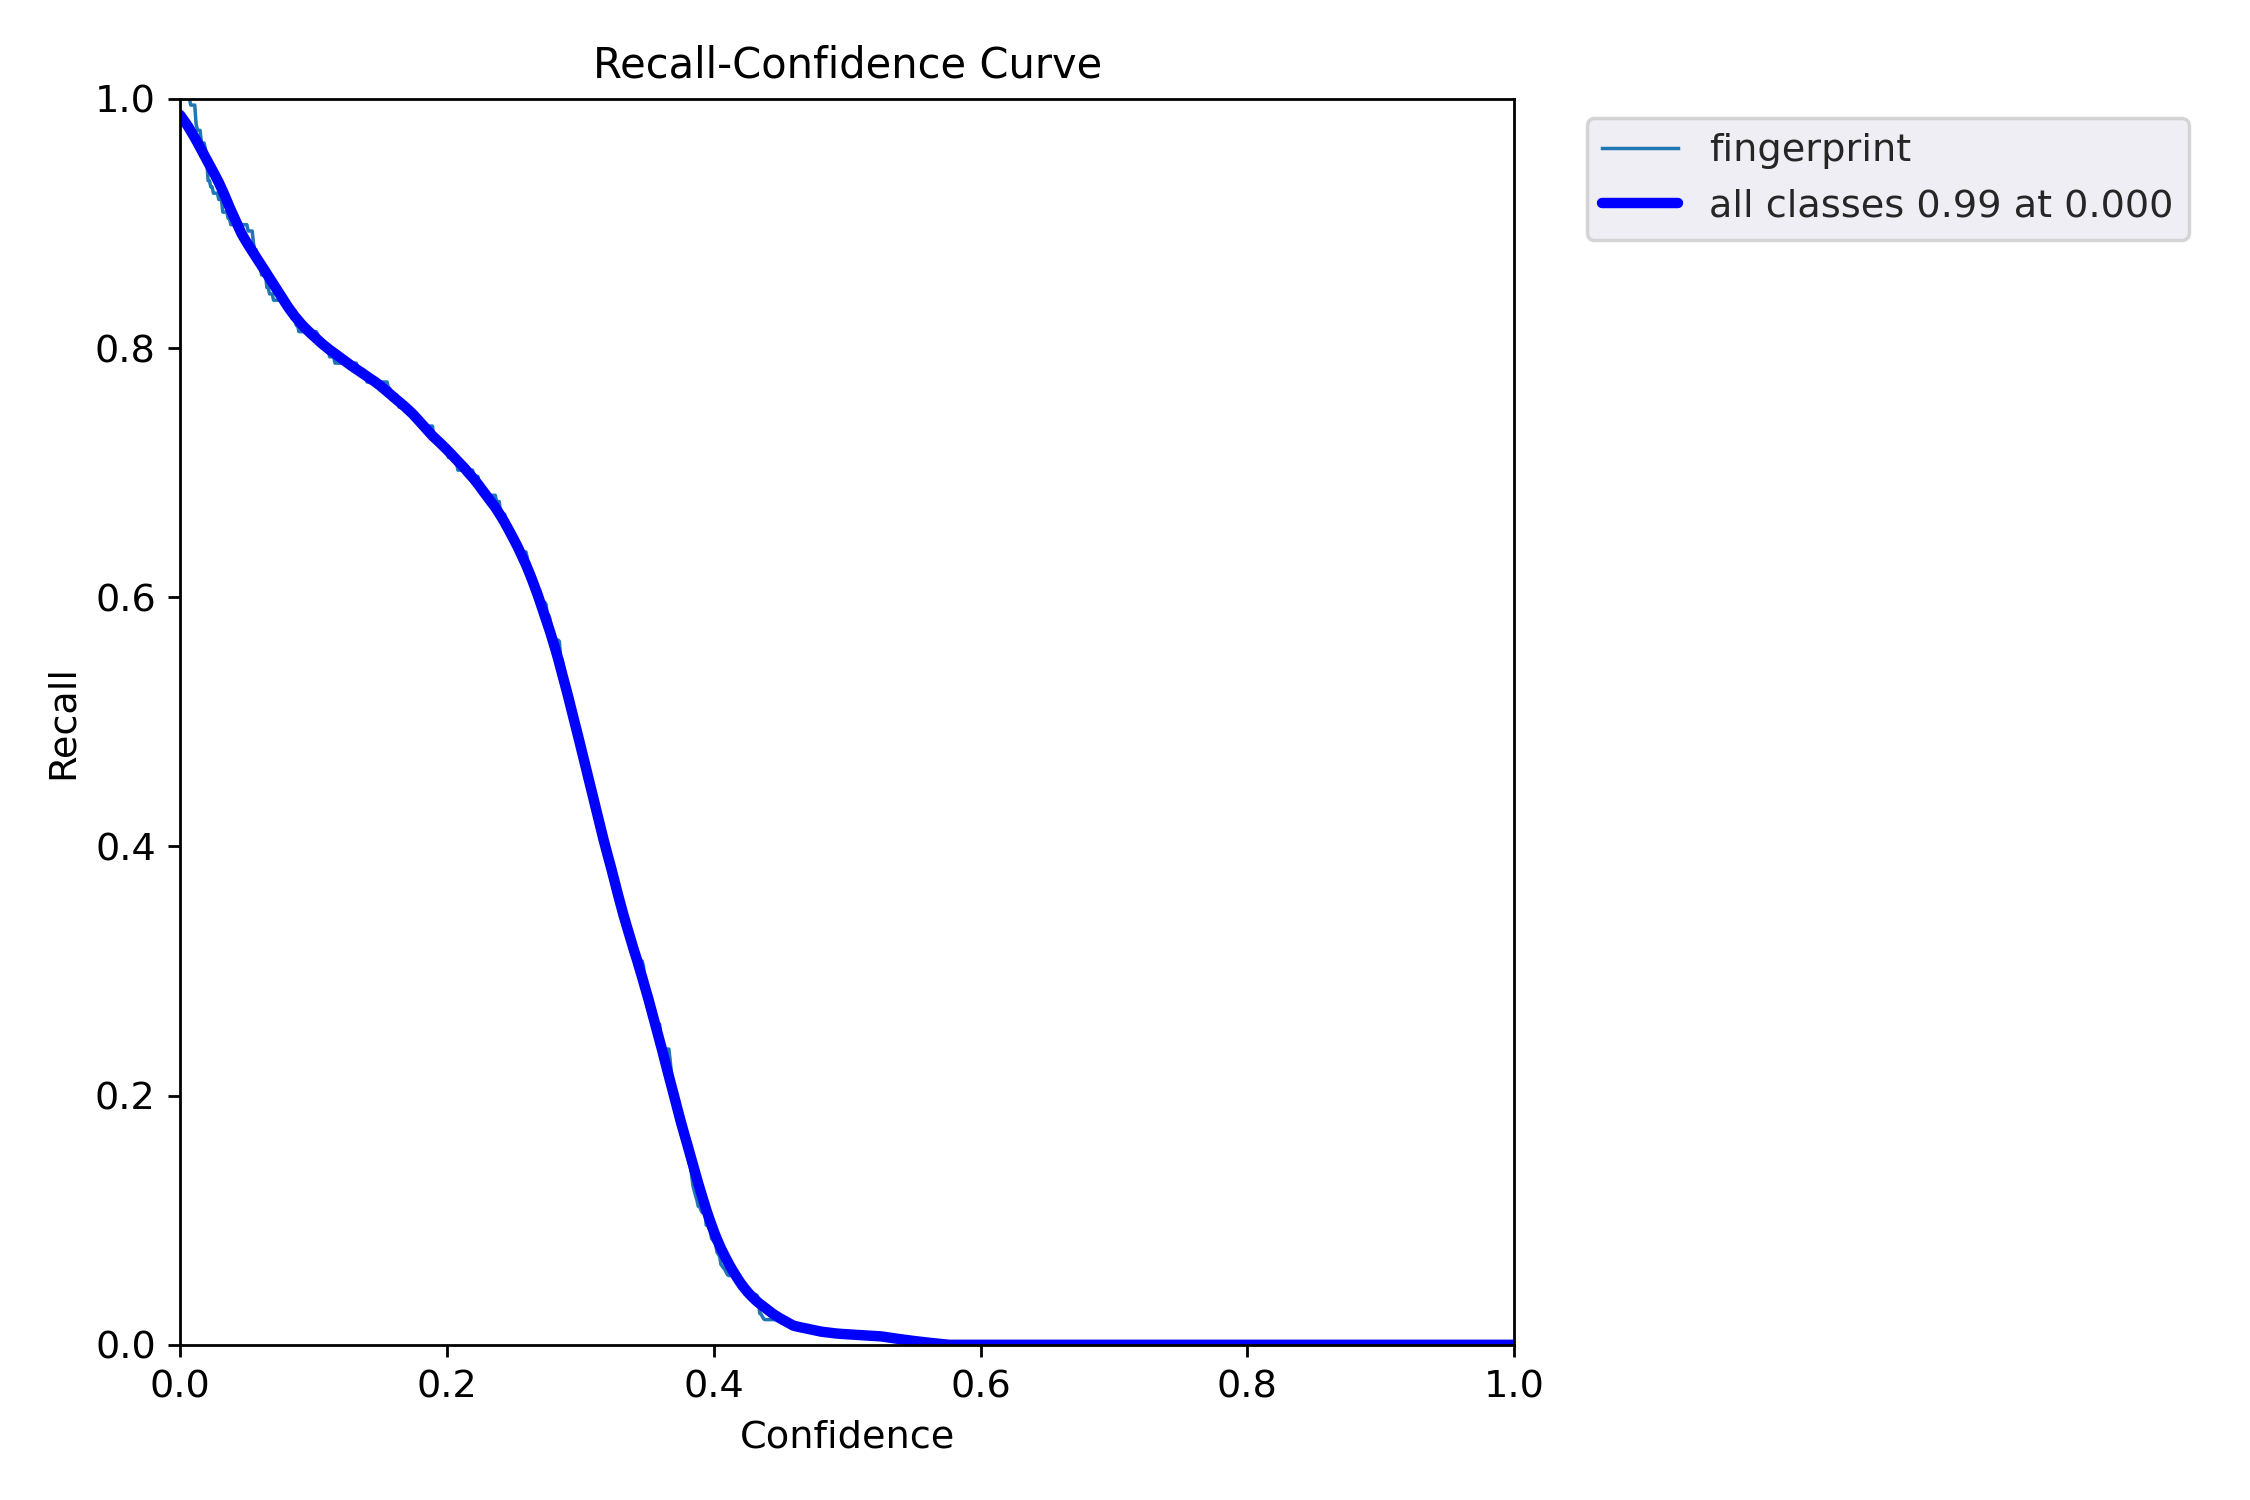 Recall-Confidence Curve
1.0
0.8
0.6
0.4
0.2
0.0
Recall
0.0 0.2 0.4 0.6 0.8 1.0
Confidence
fingerprint
all classes 0.99 at 0.000